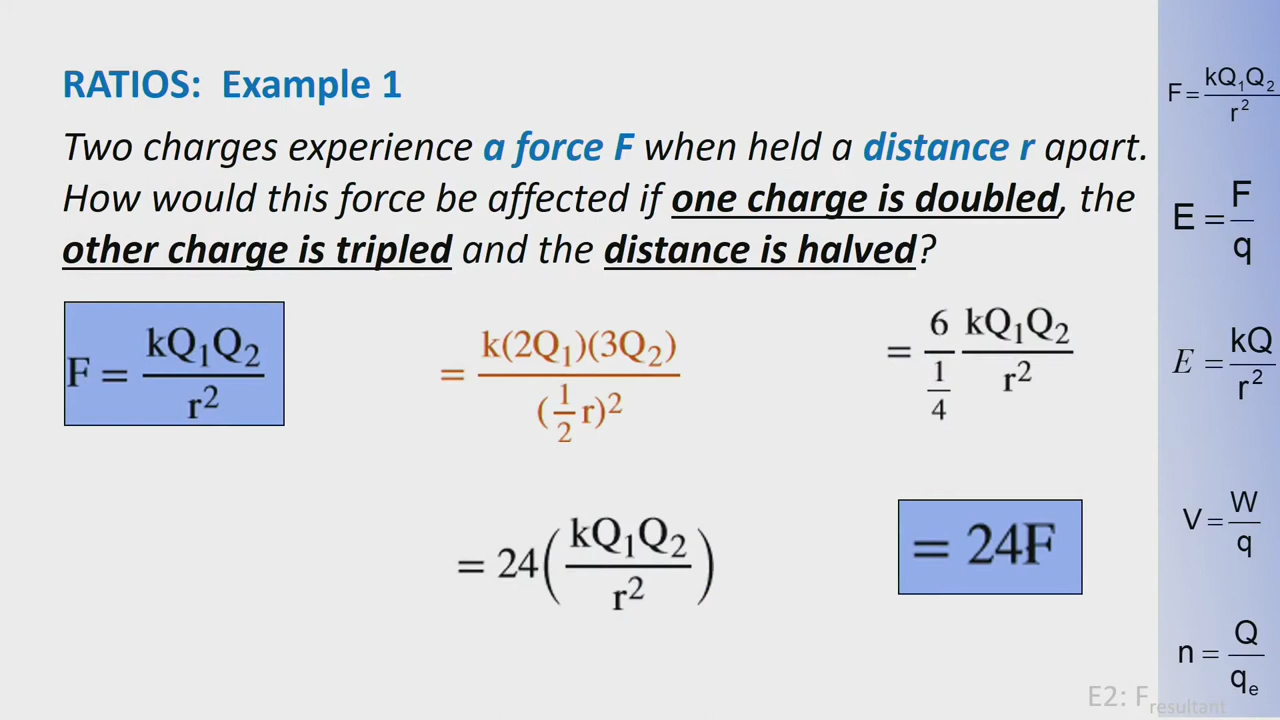 RATIOS: Example 1
Two charges experience a force F when held a distance r apart.
How would this force be affected if one charge is doubled, the
other charge is tripled and the distance is halved?
F = kQ₁Q₂ / r²
= k(2Q₁)(3Q₂) / (½r)²
= 6 / ¼ kQ₁Q₂ / r²
= 24(kQ₁Q₂ / r²)
= 24F
F = kQ₁Q₂ / r²
E = F / q
E = kQ / r²
V = W / q
n = Q / qₑ
E2: F resultant